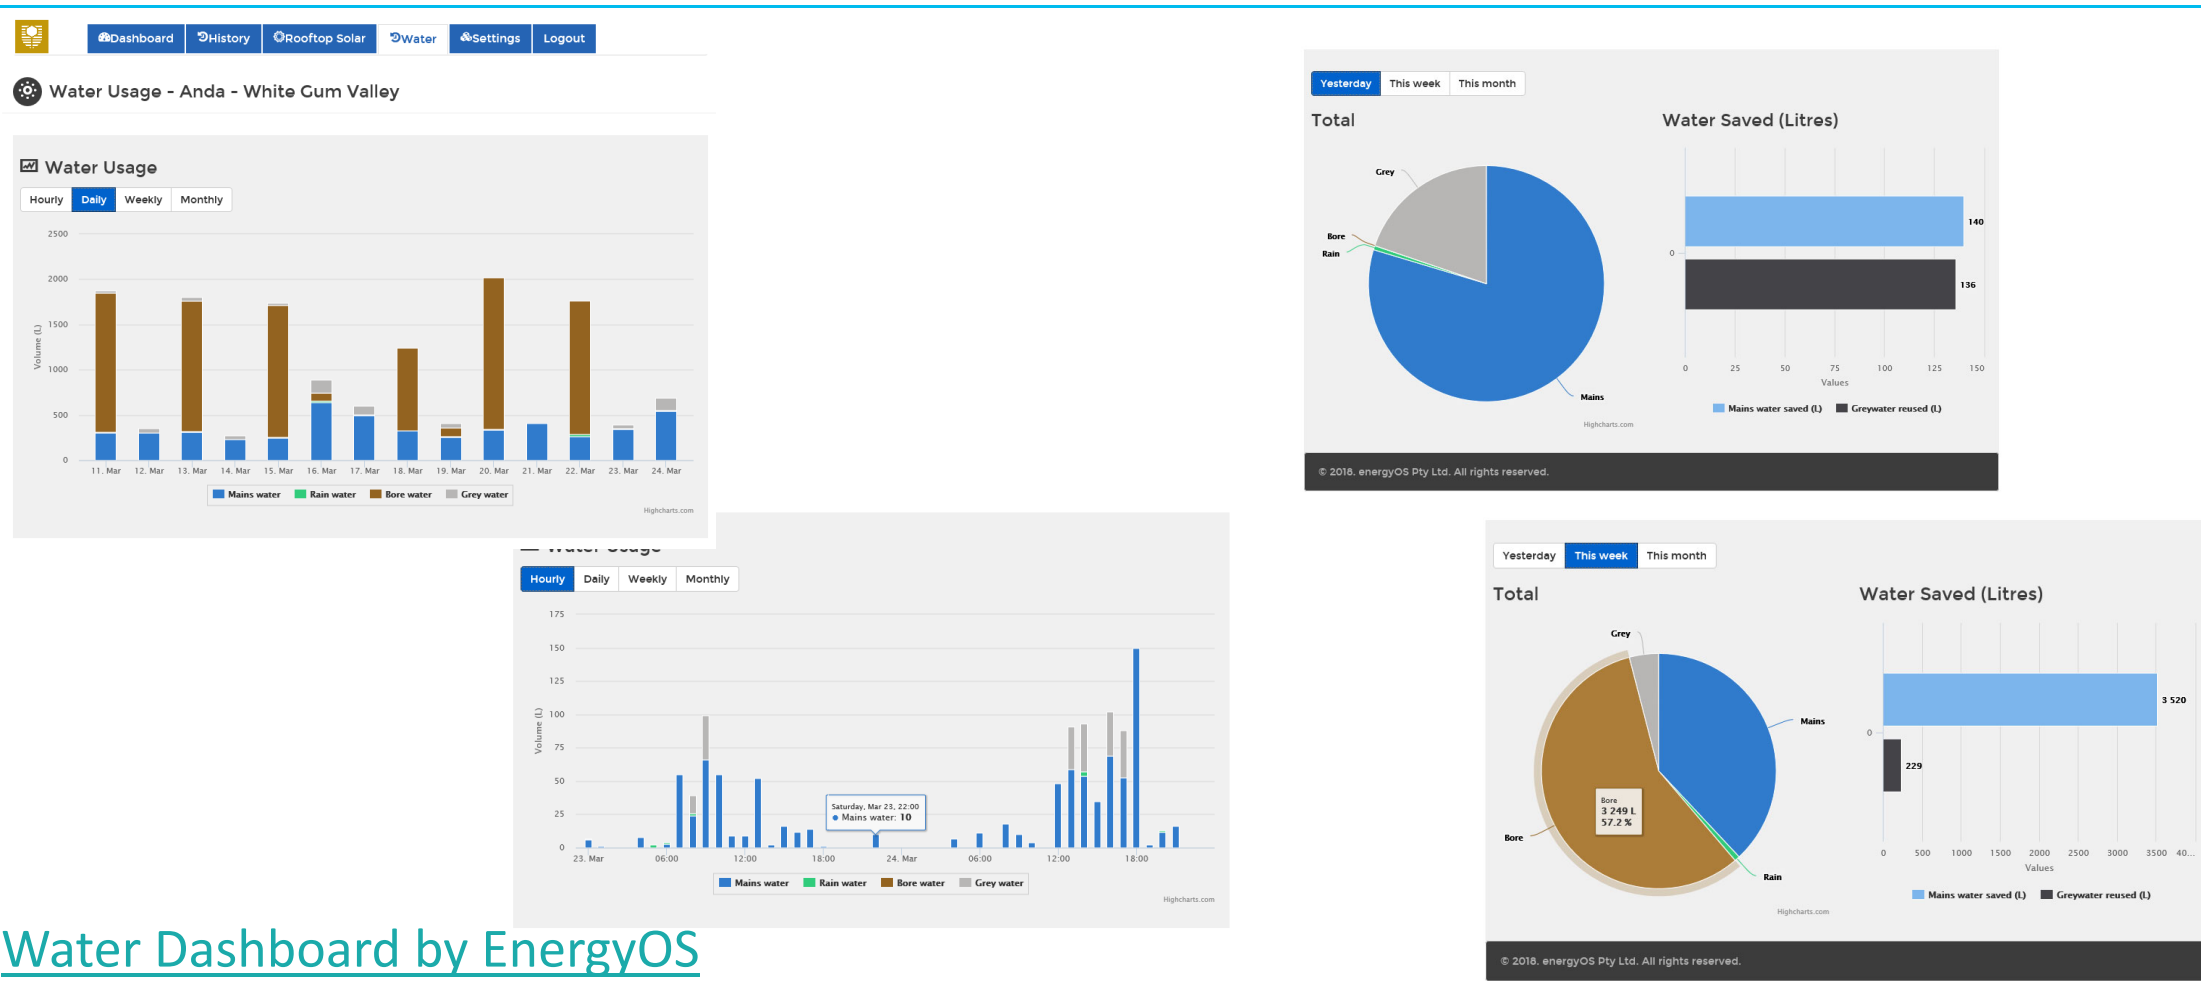 Dashboard History Rooftop Solar Water Settings Logout
Water Usage - Anda - White Gum Valley
Water Usage
Hourly Daily Weekly Monthly
2500
2000
1500
1000
500
0
Volume (L)
11. Mar 12. Mar 13. Mar 14. Mar 15. Mar 16. Mar 17. Mar 18. Mar 19. Mar 20. Mar 21. Mar 22. Mar 23. Mar 24. Mar
Mains water Rain water Bore water Grey water
Highcharts.com
Yesterday This week This month
Total
Water Saved (Litres)
Grey
Bore
Rain
Mains
Highcharts.com
140
0
136
0 25 50 75 100 125 150
Values
Mains water saved (L) Greywater reused (L)
© 2018. energyOS Pty Ltd. All rights reserved.
Water Usage
Hourly Daily Weekly Monthly
175
150
125
100
75
50
25
0
Volume (L)
Saturday, Mar 23, 22:00
Mains water: 10
23. Mar 06:00 12:00 18:00 24. Mar 06:00 12:00 18:00
Mains water Rain water Bore water Grey water
Highcharts.com
Yesterday This week This month
Total
Water Saved (Litres)
Grey
Mains
Bore
3 249 L
57.2 %
Bore
Rain
Highcharts.com
3 520
0
229
0 500 1000 1500 2000 2500 3000 3500 40...
Values
Mains water saved (L) Greywater reused (L)
© 2018. energyOS Pty Ltd. All rights reserved.
Water Dashboard by EnergyOS